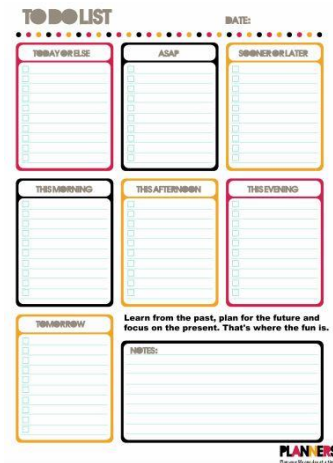 TO DO LIST
DATE:
TODAY OR ELSE
ASAP
SOONER OR LATER
THIS MORNING
THIS AFTERNOON
THIS EVENING
TOMORROW
Learn from the past, plan for the future and
focus on the present. That's where the fun is.
NOTES:
PLANNERS